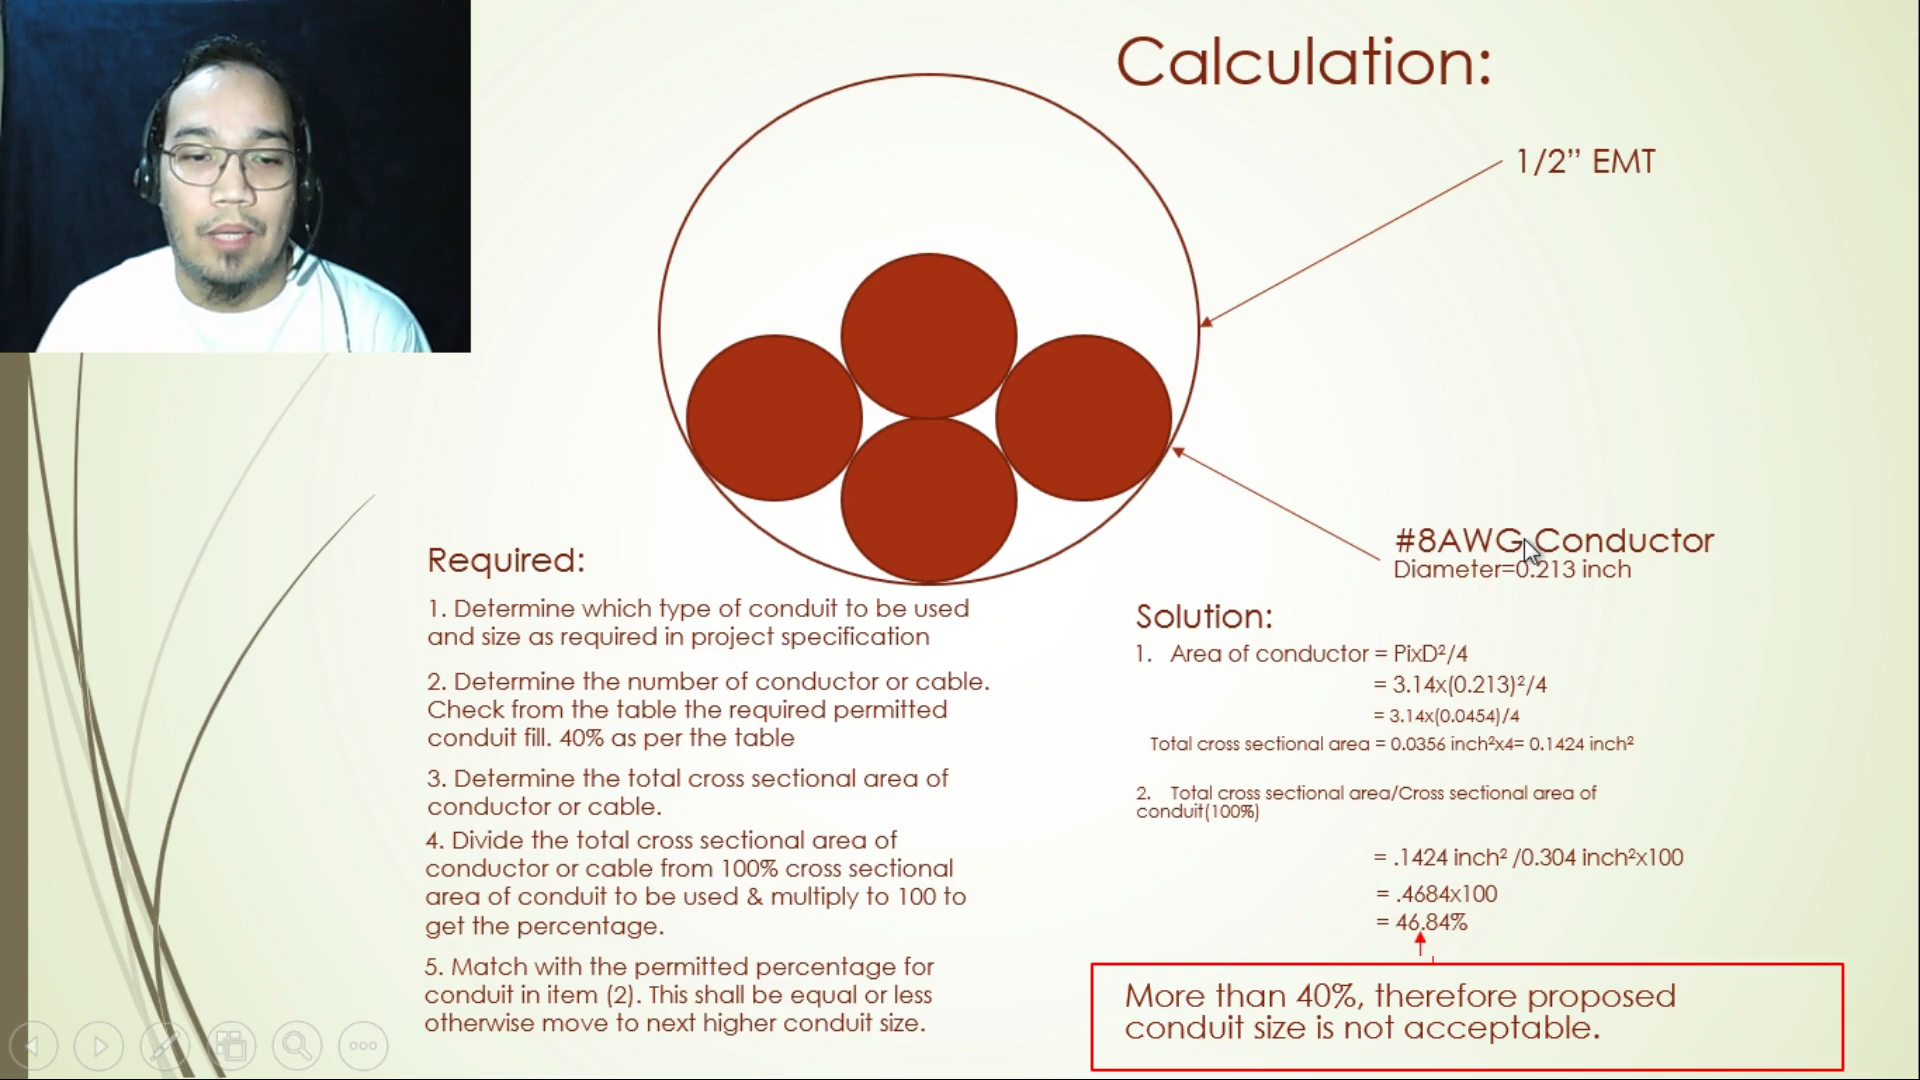 Calculation:
1/2” EMT
#8AWG Conductor
Diameter=0.213 inch
Required:
1. Determine which type of conduit to be used
and size as required in project specification
2. Determine the number of conductor or cable.
Check from the table the required permitted
conduit fill. 40% as per the table
3. Determine the total cross sectional area of
conductor or cable.
4. Divide the total cross sectional area of
conductor or cable from 100% cross sectional
area of conduit to be used & multiply to 100 to
get the percentage.
5. Match with the permitted percentage for
conduit in item (2). This shall be equal or less
otherwise move to next higher conduit size.
Solution:
1. Area of conductor = PixD²/4
= 3.14x(0.213)²/4
= 3.14x(0.0454)/4
Total cross sectional area = 0.0356 inch²x4= 0.1424 inch²
2. Total cross sectional area/Cross sectional area of
conduit(100%)
= .1424 inch² /0.304 inch²x100
= .4684x100
= 46.84%
More than 40%, therefore proposed
conduit size is not acceptable.